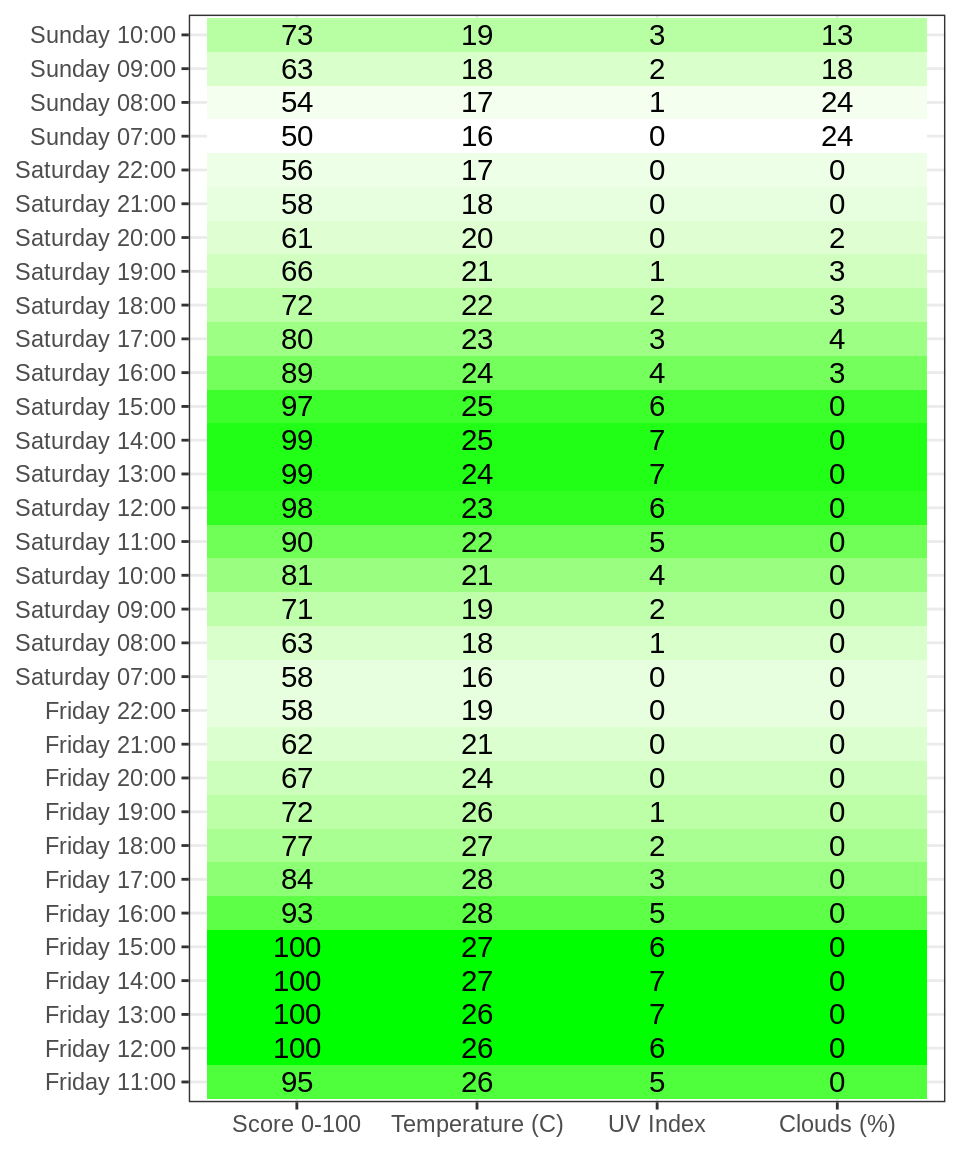 Sunday 10:00 73 19 3 13
Sunday 09:00 63 18 2 18
Sunday 08:00 54 17 1 24
Sunday 07:00 50 16 0 24
Saturday 22:00 56 17 0 0
Saturday 21:00 58 18 0 0
Saturday 20:00 61 20 0 2
Saturday 19:00 66 21 1 3
Saturday 18:00 72 22 2 3
Saturday 17:00 80 23 3 4
Saturday 16:00 89 24 4 3
Saturday 15:00 97 25 6 0
Saturday 14:00 99 25 7 0
Saturday 13:00 99 24 7 0
Saturday 12:00 98 23 6 0
Saturday 11:00 90 22 5 0
Saturday 10:00 81 21 4 0
Saturday 09:00 71 19 2 0
Saturday 08:00 63 18 1 0
Saturday 07:00 58 16 0 0
Friday 22:00 58 19 0 0
Friday 21:00 62 21 0 0
Friday 20:00 67 24 0 0
Friday 19:00 72 26 1 0
Friday 18:00 77 27 2 0
Friday 17:00 84 28 3 0
Friday 16:00 93 28 5 0
Friday 15:00 100 27 6 0
Friday 14:00 100 27 7 0
Friday 13:00 100 26 7 0
Friday 12:00 100 26 6 0
Friday 11:00 95 26 5 0
Score 0-100 Temperature (C) UV Index Clouds (%)